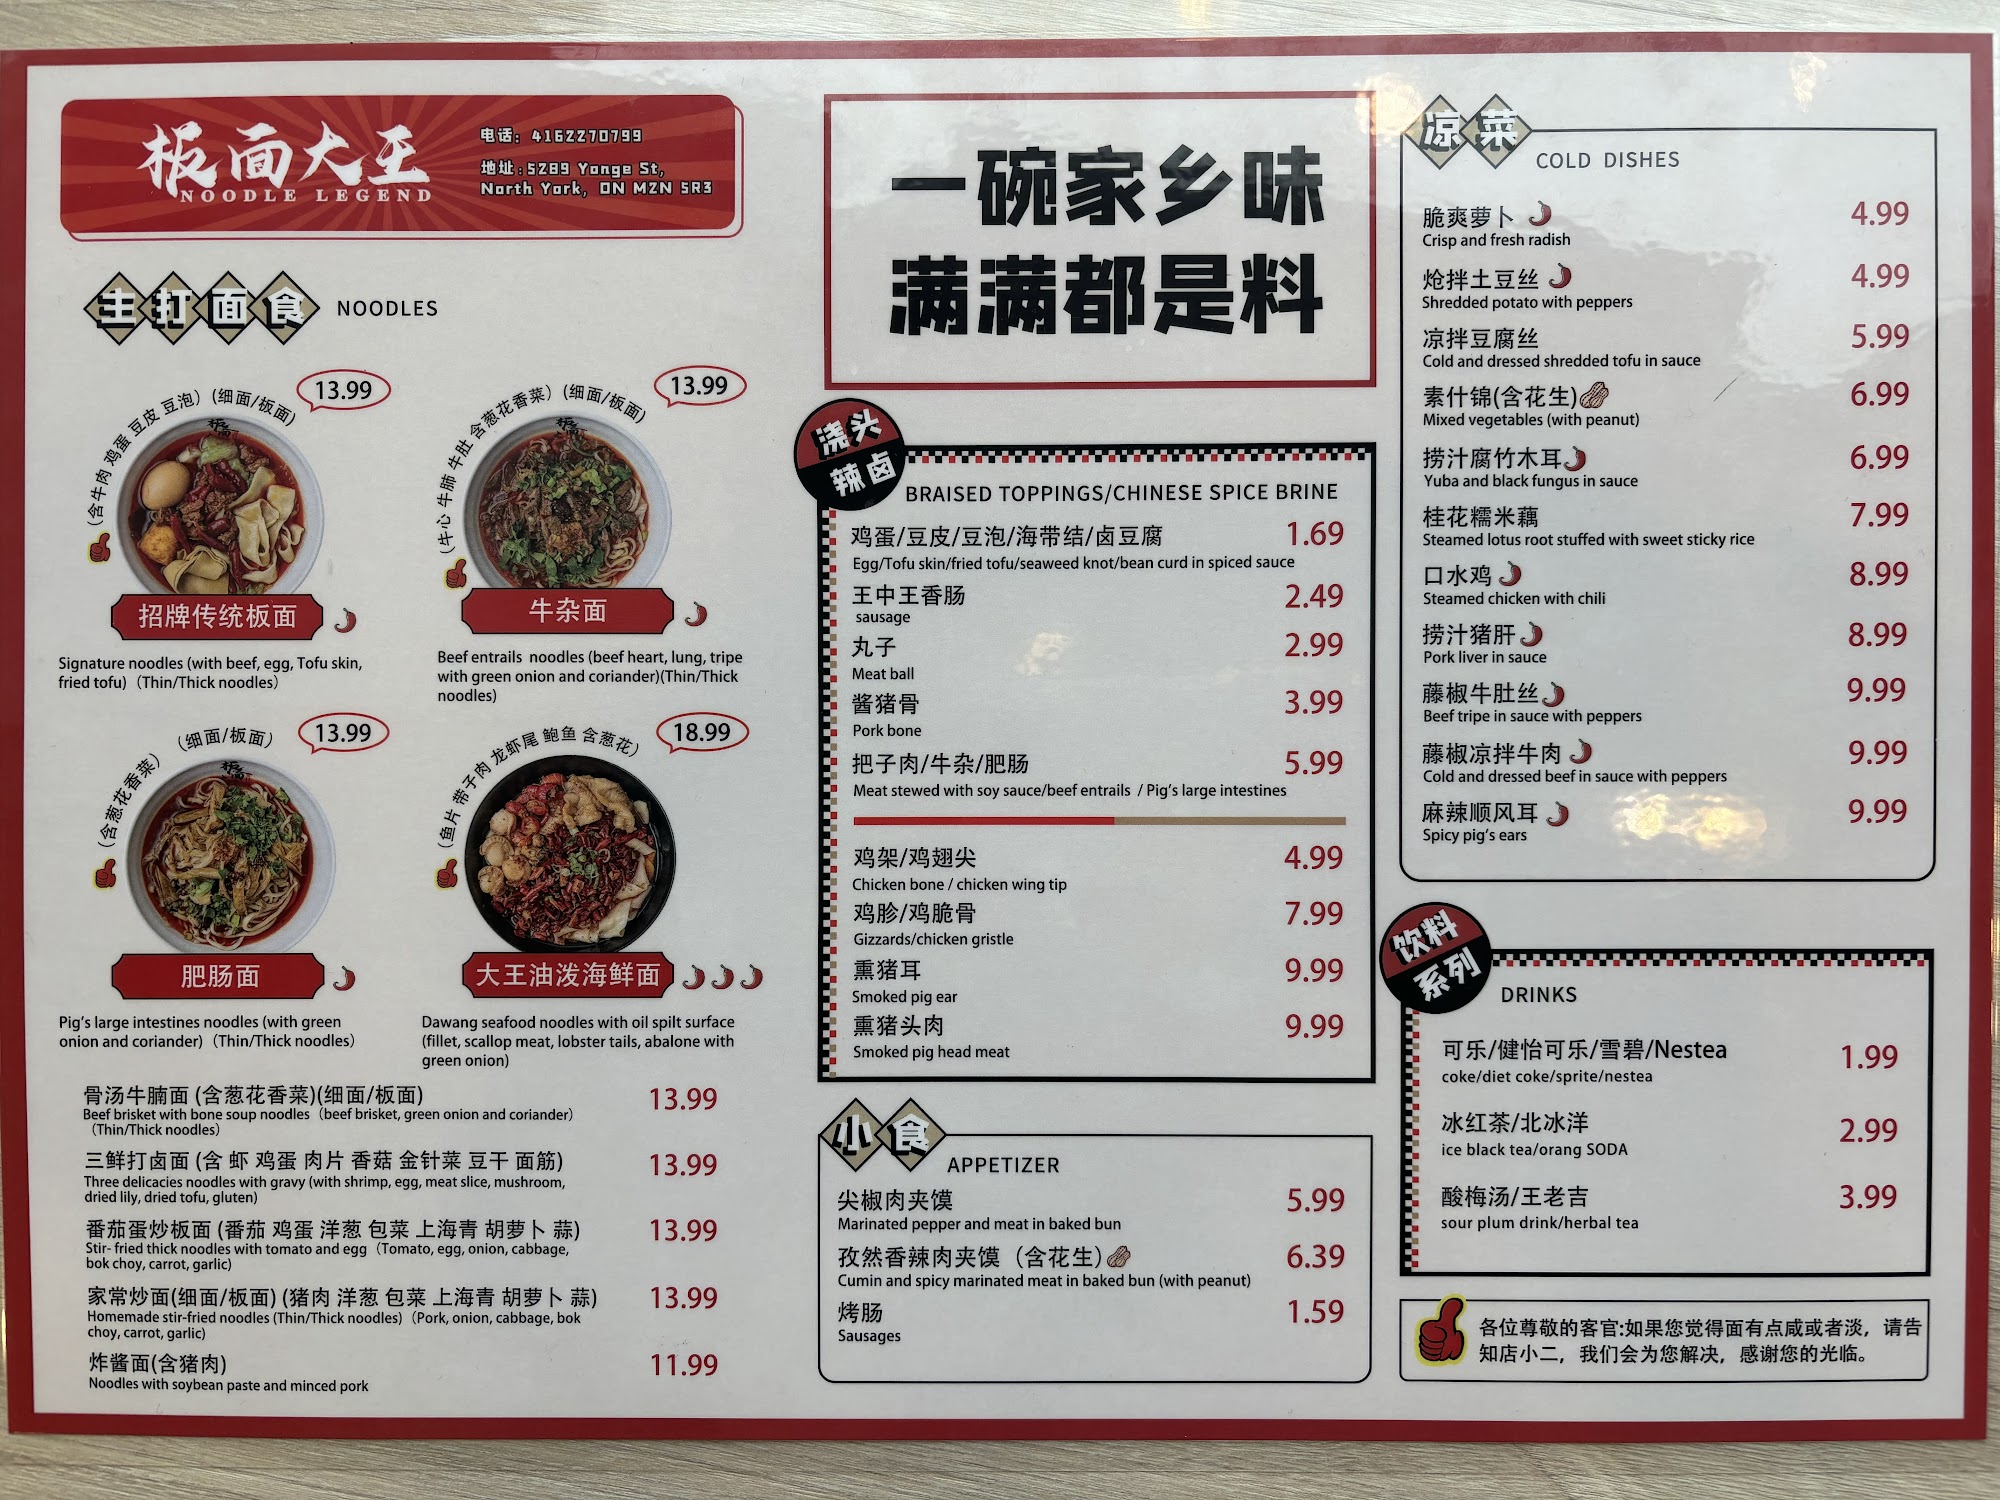 板面大王
NOODLE LEGEND
电话: 4162270799
地址:5289 Yonge St,
North York, ON M2N 5R3
主打面食 NOODLES
(含牛肉 鸡蛋 豆皮 豆泡) (细面/板面)
13.99
招牌传统板面
Signature noodles (with beef, egg, Tofu skin,
fried tofu)（Thin/Thick noodles）
(牛心 牛肺 牛肚 含葱花香菜) (细面/板面)
13.99
牛杂面
Beef entrails noodles (beef heart, lung, tripe
with green onion and coriander)(Thin/Thick
noodles)
(含葱花香菜) (细面/板面)
13.99
肥肠面
Pig's large intestines noodles (with green
onion and coriander)（Thin/Thick noodles）
(鱼片 带子肉 龙虾尾 鲍鱼 含葱花)
18.99
大王油泼海鲜面
Dawang seafood noodles with oil spilt surface
(fillet, scallop meat, lobster tails, abalone with
green onion)
骨汤牛腩面 (含葱花香菜)(细面/板面) 13.99
Beef brisket with bone soup noodles（beef brisket, green onion and coriander）
（Thin/Thick noodles）
三鲜打卤面 (含 虾 鸡蛋 肉片 香菇 金针菜 豆干 面筋) 13.99
Three delicacies noodles with gravy (with shrimp, egg, meat slice, mushroom,
dried lily, dried tofu, gluten)
番茄蛋炒板面 (番茄 鸡蛋 洋葱 包菜 上海青 胡萝卜 蒜) 13.99
Stir- fried thick noodles with tomato and egg（Tomato, egg, onion, cabbage,
bok choy, carrot, garlic)
家常炒面(细面/板面) (猪肉 洋葱 包菜 上海青 胡萝卜 蒜) 13.99
Homemade stir-fried noodles (Thin/Thick noodles)（Pork, onion, cabbage, bok
choy, carrot, garlic)
炸酱面(含猪肉) 11.99
Noodles with soybean paste and minced pork
一碗家乡味
满满都是料
浇头
辣卤
BRAISED TOPPINGS/CHINESE SPICE BRINE
鸡蛋/豆皮/豆泡/海带结/卤豆腐 1.69
Egg/Tofu skin/fried tofu/seaweed knot/bean curd in spiced sauce
王中王香肠 2.49
sausage
丸子 2.99
Meat ball
酱猪骨 3.99
Pork bone
把子肉/牛杂/肥肠 5.99
Meat stewed with soy sauce/beef entrails / Pig's large intestines
鸡架/鸡翅尖 4.99
Chicken bone / chicken wing tip
鸡胗/鸡脆骨 7.99
Gizzards/chicken gristle
熏猪耳 9.99
Smoked pig ear
熏猪头肉 9.99
Smoked pig head meat
小食 APPETIZER
尖椒肉夹馍 5.99
Marinated pepper and meat in baked bun
孜然香辣肉夹馍（含花生） 6.39
Cumin and spicy marinated meat in baked bun (with peanut)
烤肠 1.59
Sausages
凉菜 COLD DISHES
脆爽萝卜 4.99
Crisp and fresh radish
炝拌土豆丝 4.99
Shredded potato with peppers
凉拌豆腐丝 5.99
Cold and dressed shredded tofu in sauce
素什锦(含花生) 6.99
Mixed vegetables (with peanut)
捞汁腐竹木耳 6.99
Yuba and black fungus in sauce
桂花糯米藕 7.99
Steamed lotus root stuffed with sweet sticky rice
口水鸡 8.99
Steamed chicken with chili
捞汁猪肝 8.99
Pork liver in sauce
藤椒牛肚丝 9.99
Beef tripe in sauce with peppers
藤椒凉拌牛肉 9.99
Cold and dressed beef in sauce with peppers
麻辣顺风耳 9.99
Spicy pig's ears
饮料
系列
DRINKS
可乐/健怡可乐/雪碧/Nestea 1.99
coke/diet coke/sprite/nestea
冰红茶/北冰洋 2.99
ice black tea/orang SODA
酸梅汤/王老吉 3.99
sour plum drink/herbal tea
各位尊敬的客官:如果您觉得面有点咸或者淡，请告
知店小二，我们会为您解决，感谢您的光临。